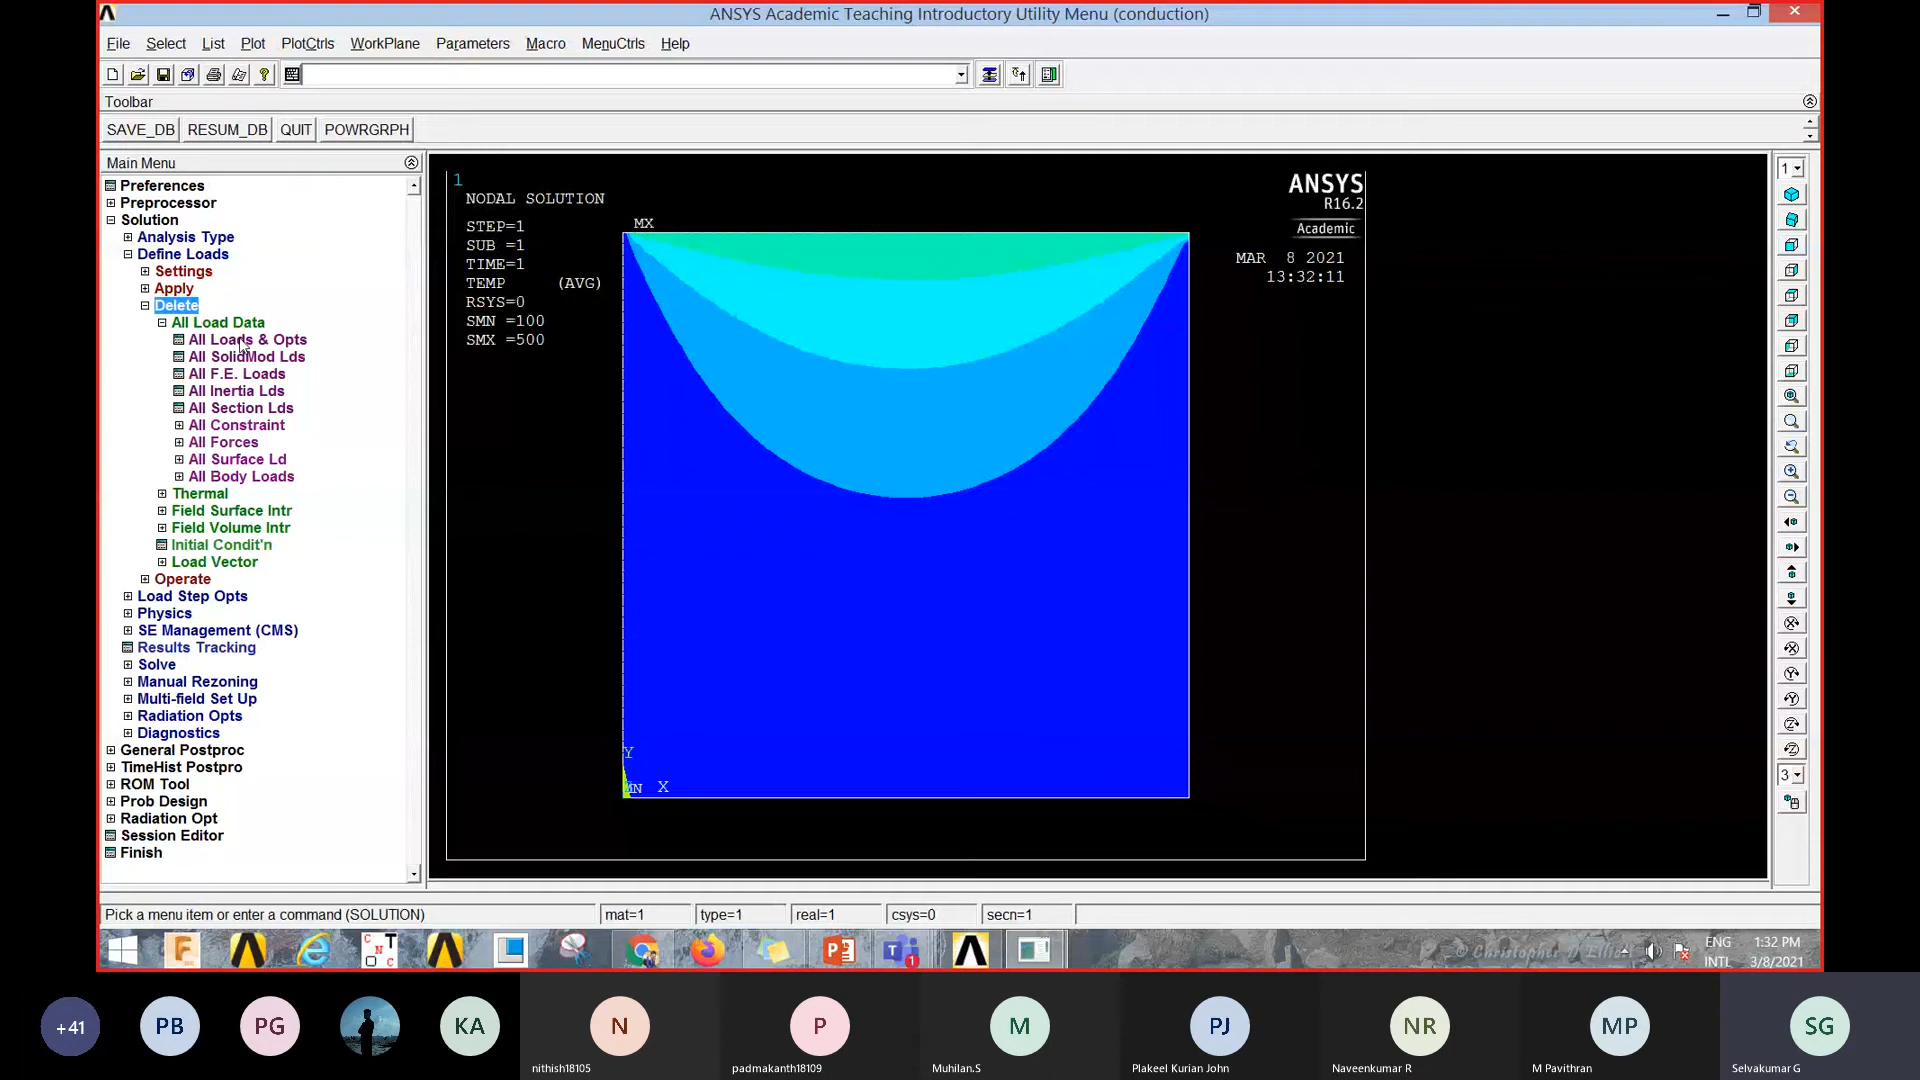 ANSYS Academic Teaching Introductory Utility Menu (conduction)
File Select List Plot PlotCtrls WorkPlane Parameters Macro MenuCtrls Help
Toolbar
SAVE_DB RESUM_DB QUIT POWRGRPH
Main Menu
Preferences
Preprocessor
Solution
Analysis Type
Define Loads
Settings
Apply
Delete
All Load Data
All Loads & Opts
All SolidMod Lds
All F.E. Loads
All Inertia Lds
All Section Lds
All Constraint
All Forces
All Surface Ld
All Body Loads
Thermal
Field Surface Intr
Field Volume Intr
Initial Condit'n
Load Vector
Operate
Load Step Opts
Physics
SE Management (CMS)
Results Tracking
Solve
Manual Rezoning
Multi-field Set Up
Radiation Opts
Diagnostics
General Postproc
TimeHist Postpro
ROM Tool
Prob Design
Radiation Opt
Session Editor
Finish
1
NODAL SOLUTION
STEP=1
SUB =1
TIME=1
TEMP (AVG)
RSYS=0
SMN =100
SMX =500
MX
Y
MN X
ANSYS
R16.2
Academic
MAR 8 2021
13:32:11
1
3
Pick a menu item or enter a command (SOLUTION) mat=1 type=1 real=1 csys=0 secn=1
ENG 1:32 PM
INTL 3/8/2021
+41 PB PG KA N P M PJ NR MP SG
nithish18105 padmakanth18109 Muhilan.S Plakeel Kurian John Naveenkumar R M Pavithran Selvakumar G